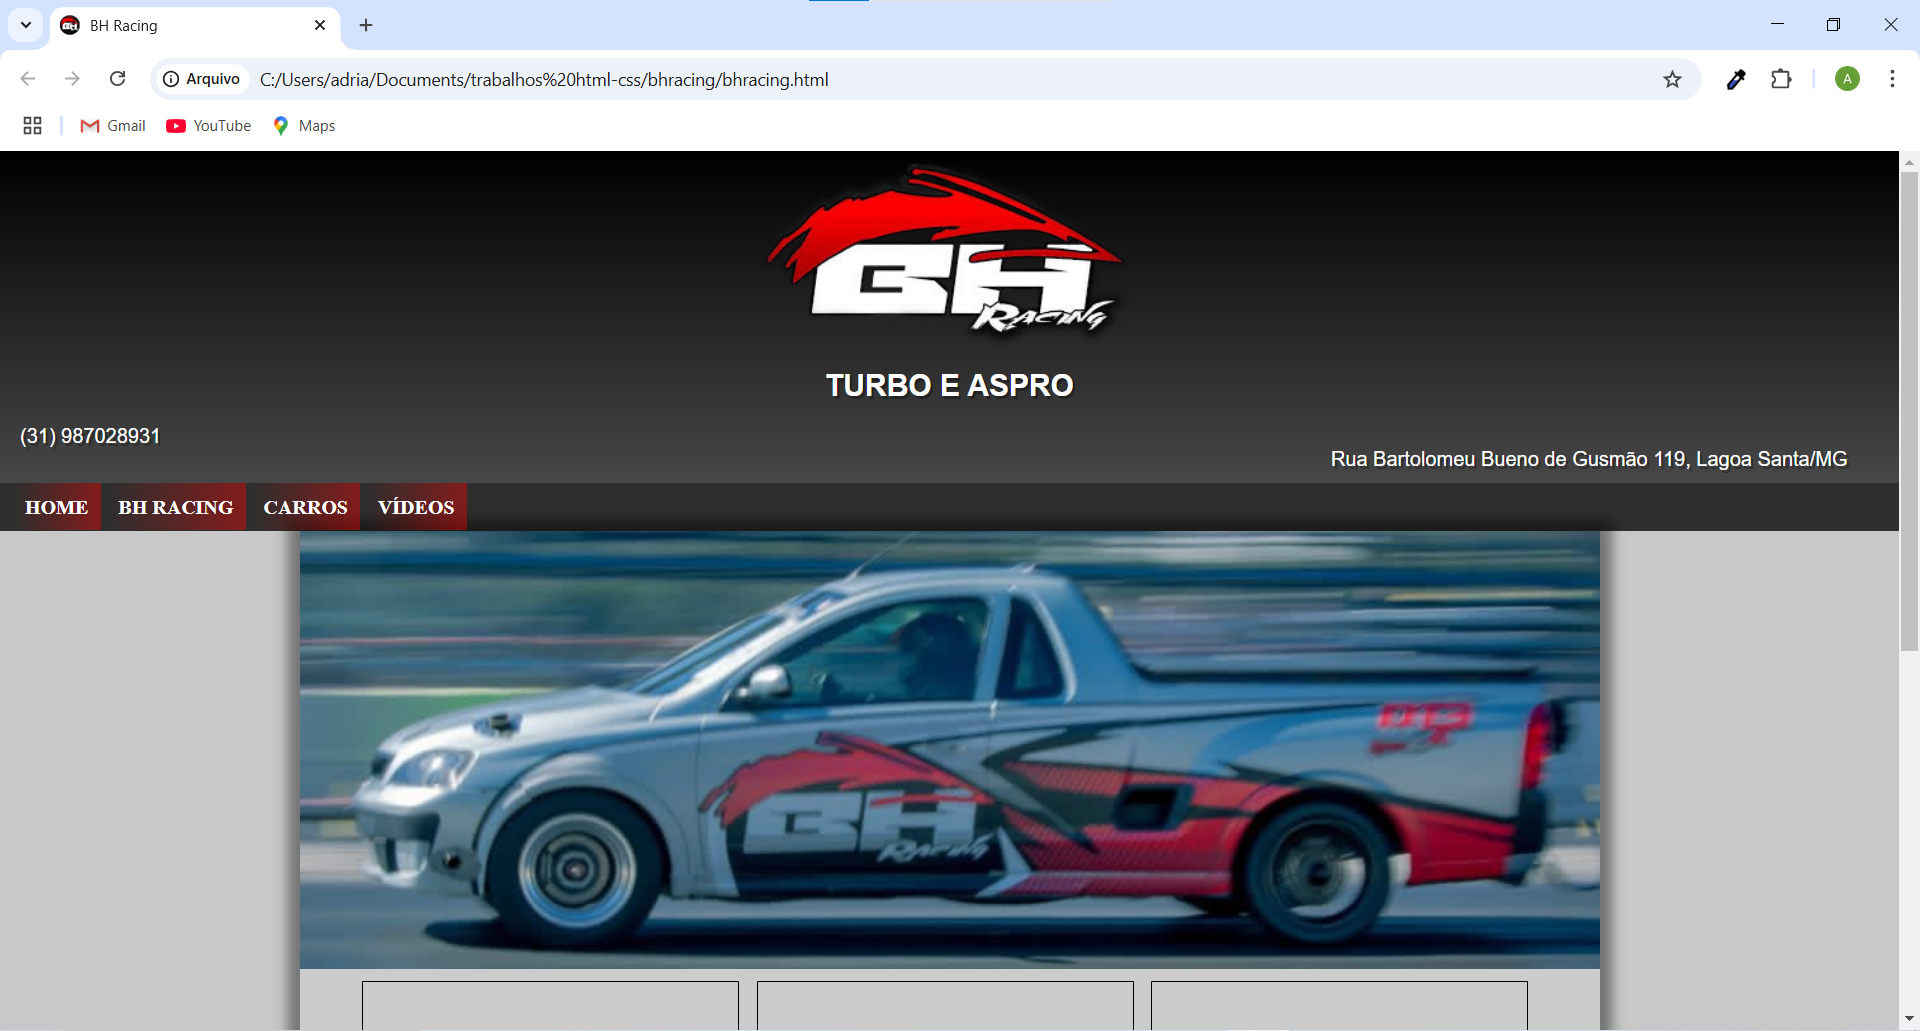 BH Racing
Arquivo
C:/Users/adria/Documents/trabalhos%20html-css/bhracing/bhracing.html
A
Gmail
YouTube
Maps
BH
RACING
TURBO E ASPRO
(31) 987028931
Rua Bartolomeu Bueno de Gusmão 119, Lagoa Santa/MG
HOME
BH RACING
CARROS
VÍDEOS
BH
RACING